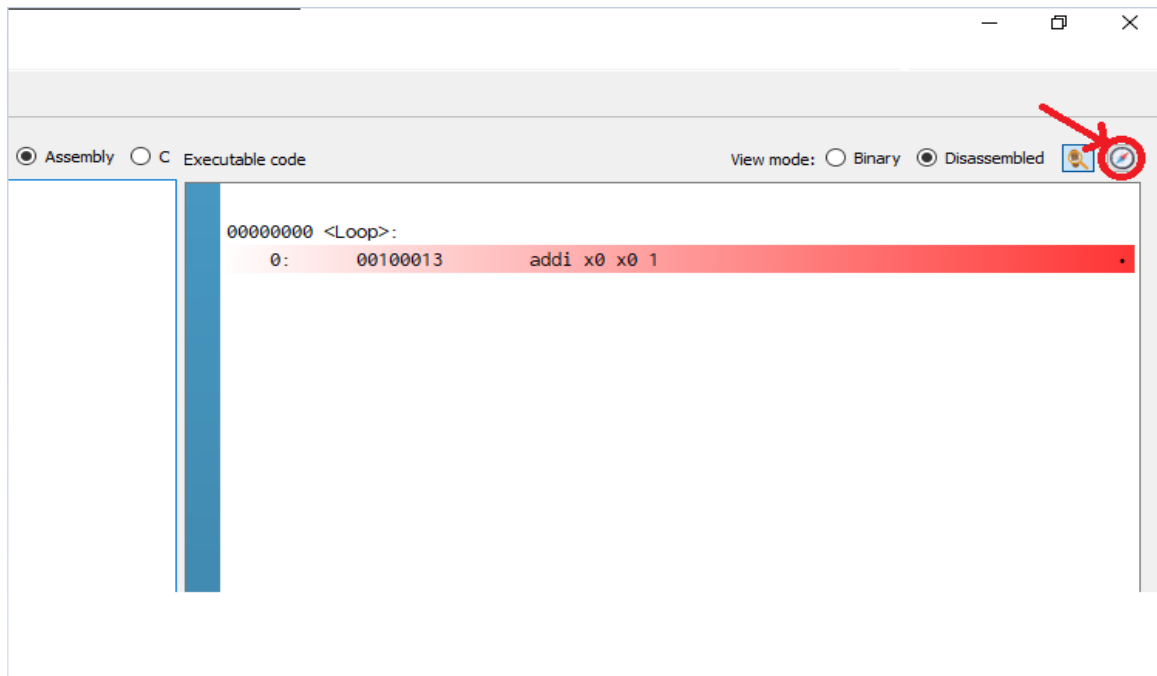 Assembly C Executable code View mode: Binary Disassembled
00000000 <Loop>:
0: 00100013 addi x0 x0 1